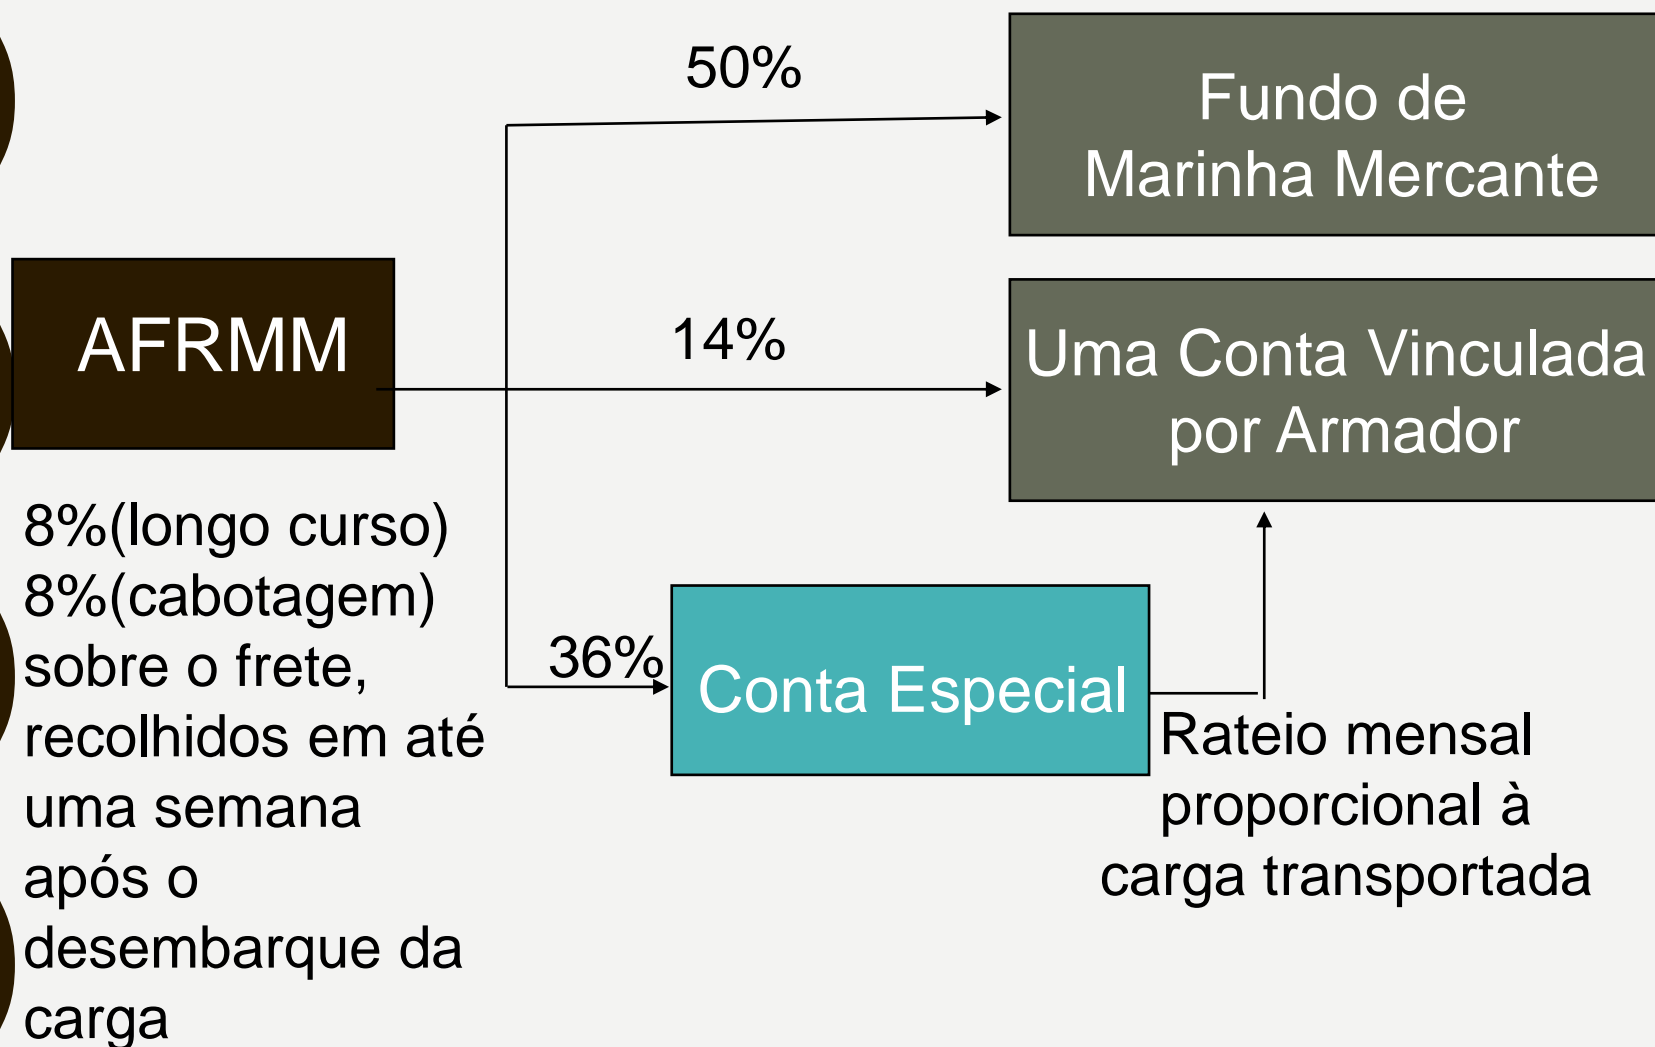 50%
Fundo de
Marinha Mercante
AFRMM
14%
Uma Conta Vinculada
por Armador
8%(longo curso)
8%(cabotagem)
sobre o frete,
recolhidos em até
uma semana
após o
desembarque da
carga
36%
Conta Especial
Rateio mensal
proporcional à
carga transportada